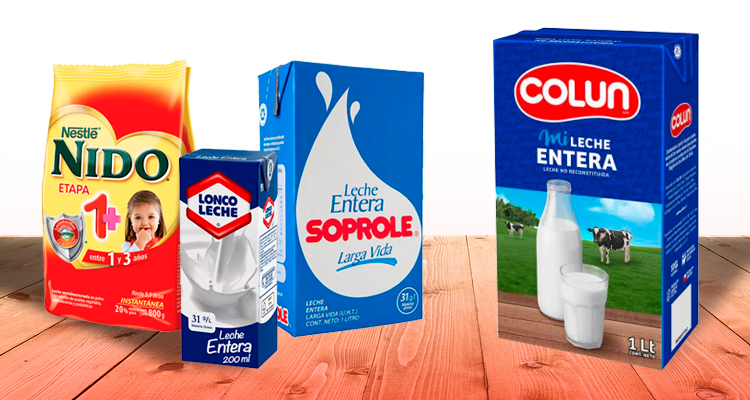 Nestlé
NIDO
ETAPA
1+
entre 1 y 3 años
INSTANTÁNEA
20%
800g
LONCO
LECHE
31 g/L
Leche
Entera
200 ml
Leche
Entera
SOPROLE
Larga Vida
LECHE
ENTERA
LARGA VIDA (U.H.T.)
CONT. NETO: 1 LITRO
31 g/l
COLUN
Mi LECHE
ENTERA
LECHE NO RECONSTITUIDA
1 Lt
CONT. NETO
COLUN